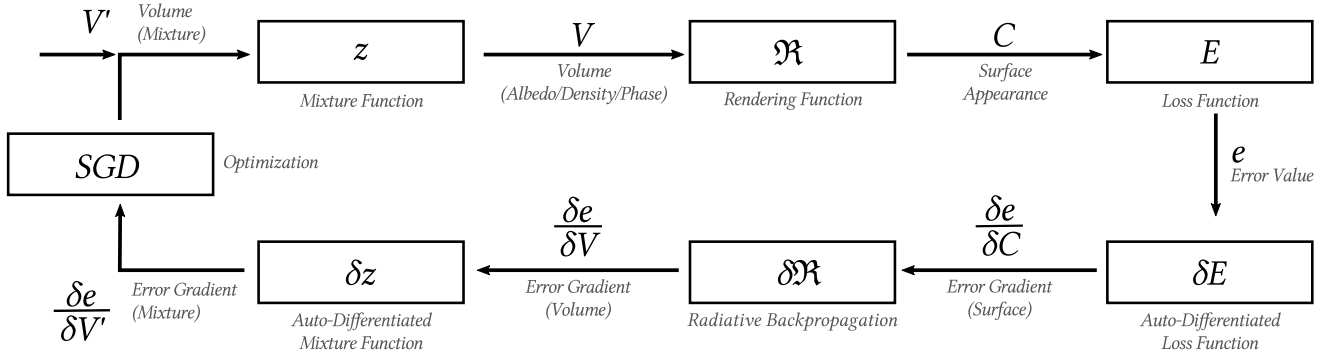 V'
Volume
(Mixture)
z
Mixture Function
V
Volume
(Albedo/Density/Phase)
ℜ
Rendering Function
C
Surface
Appearance
E
Loss Function
e
Error Value
δE
Auto-Differentiated
Loss Function
δe
δC
Error Gradient
(Surface)
δℜ
Radiative Backpropagation
δe
δV
Error Gradient
(Volume)
δz
Auto-Differentiated
Mixture Function
δe
δV'
Error Gradient
(Mixture)
SGD
Optimization